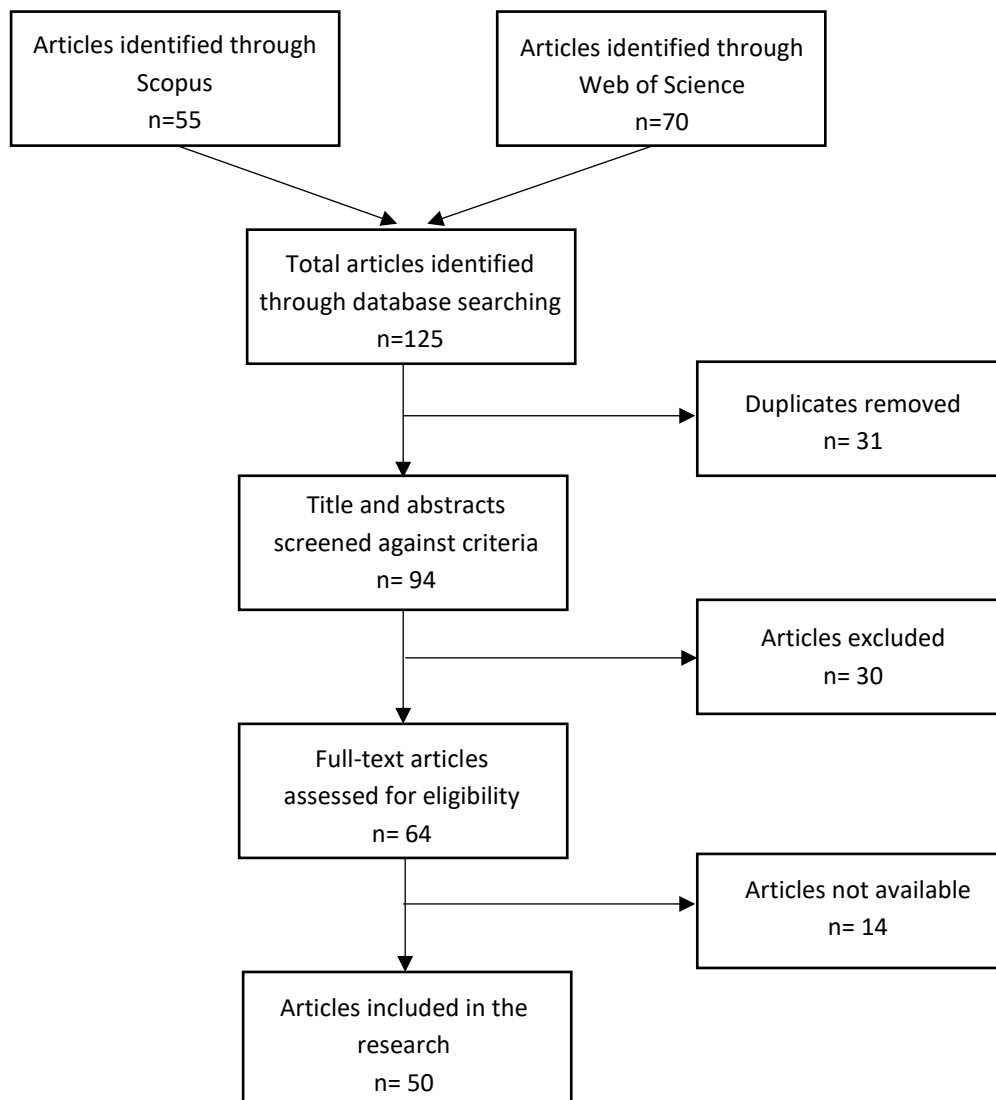 Articles identified through
Scopus
n=55
Articles identified through
Web of Science
n=70
Total articles identified
through database searching
n=125
Duplicates removed
n= 31
Title and abstracts
screened against criteria
n= 94
Articles excluded
n= 30
Full-text articles
assessed for eligibility
n= 64
Articles not available
n= 14
Articles included in the
research
n= 50